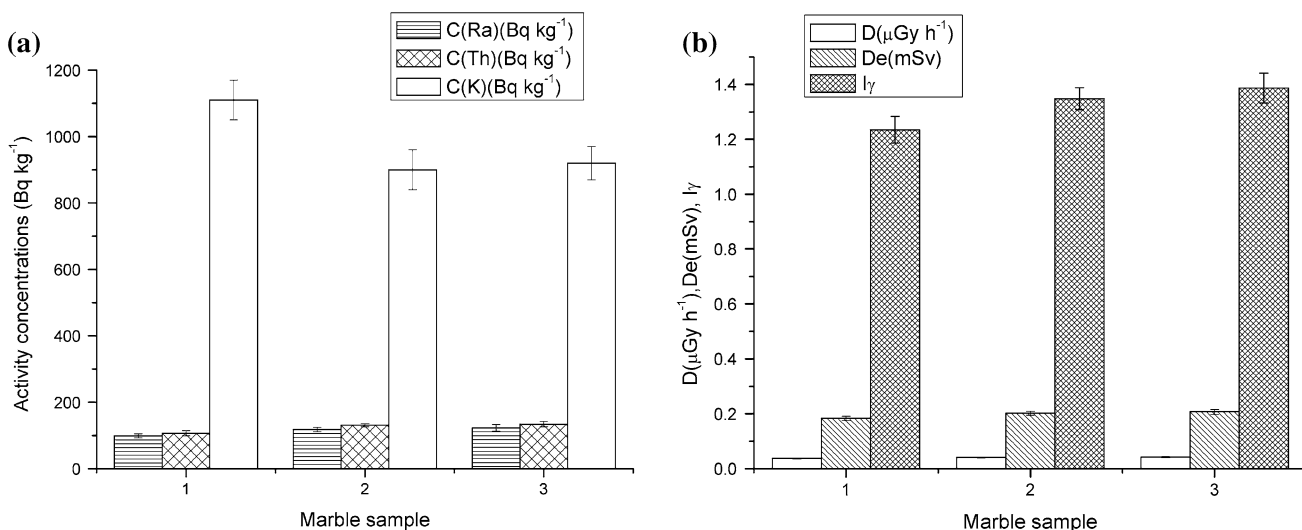 (a)
C(Ra)(Bq kg⁻¹)
C(Th)(Bq kg⁻¹)
C(K)(Bq kg⁻¹)
Activity concentrations (Bq kg⁻¹)
1200
1000
800
600
400
200
0
1 2 3
Marble sample
(b)
D(μGy h⁻¹)
De(mSv)
Iγ
D(μGy h⁻¹),De(mSv), Iγ
1.4
1.2
1.0
0.8
0.6
0.4
0.2
0.0
1 2 3
Marble sample